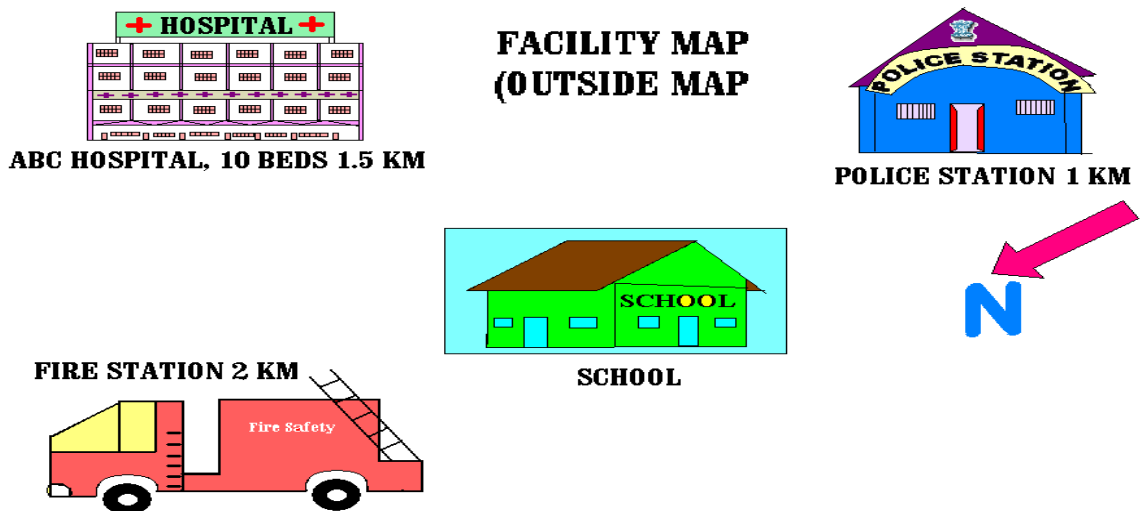 HOSPITAL
FACILITY MAP
(OUTSIDE MAP
POLICE STATION
ABC HOSPITAL, 10 BEDS 1.5 KM
POLICE STATION 1 KM
SCHOOL
N
FIRE STATION 2 KM
SCHOOL
Fire Safety